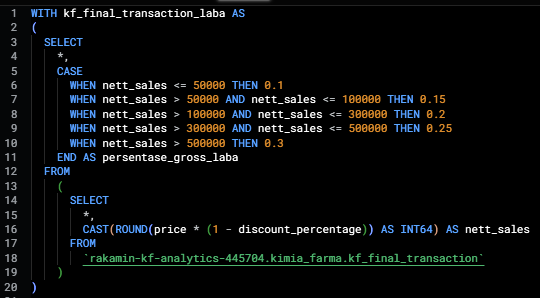 1 WITH kf_final_transaction_laba AS
2 (
3 SELECT
4 *,
5 CASE
6 WHEN nett_sales <= 50000 THEN 0.1
7 WHEN nett_sales > 50000 AND nett_sales <= 100000 THEN 0.15
8 WHEN nett_sales > 100000 AND nett_sales <= 300000 THEN 0.2
9 WHEN nett_sales > 300000 AND nett_sales <= 500000 THEN 0.25
10 WHEN nett_sales > 500000 THEN 0.3
11 END AS persentase_gross_laba
12 FROM
13 (
14 SELECT
15 *,
16 CAST(ROUND(price * (1 - discount_percentage)) AS INT64) AS nett_sales
17 FROM
18 `rakamin-kf-analytics-445704.kimia_farma.kf_final_transaction`
19 )
20 )